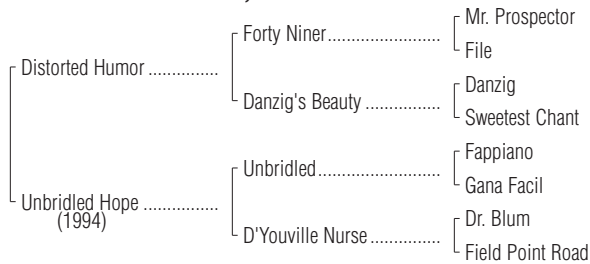 Mr. Prospector
Forty Niner........................
File
Distorted Humor ...............
Danzig
Danzig's Beauty ................
Sweetest Chant
Fappiano
Unbridled..........................
Gana Facil
Unbridled Hope ................
(1994)
Dr. Blum
D'Youville Nurse...............
Field Point Road